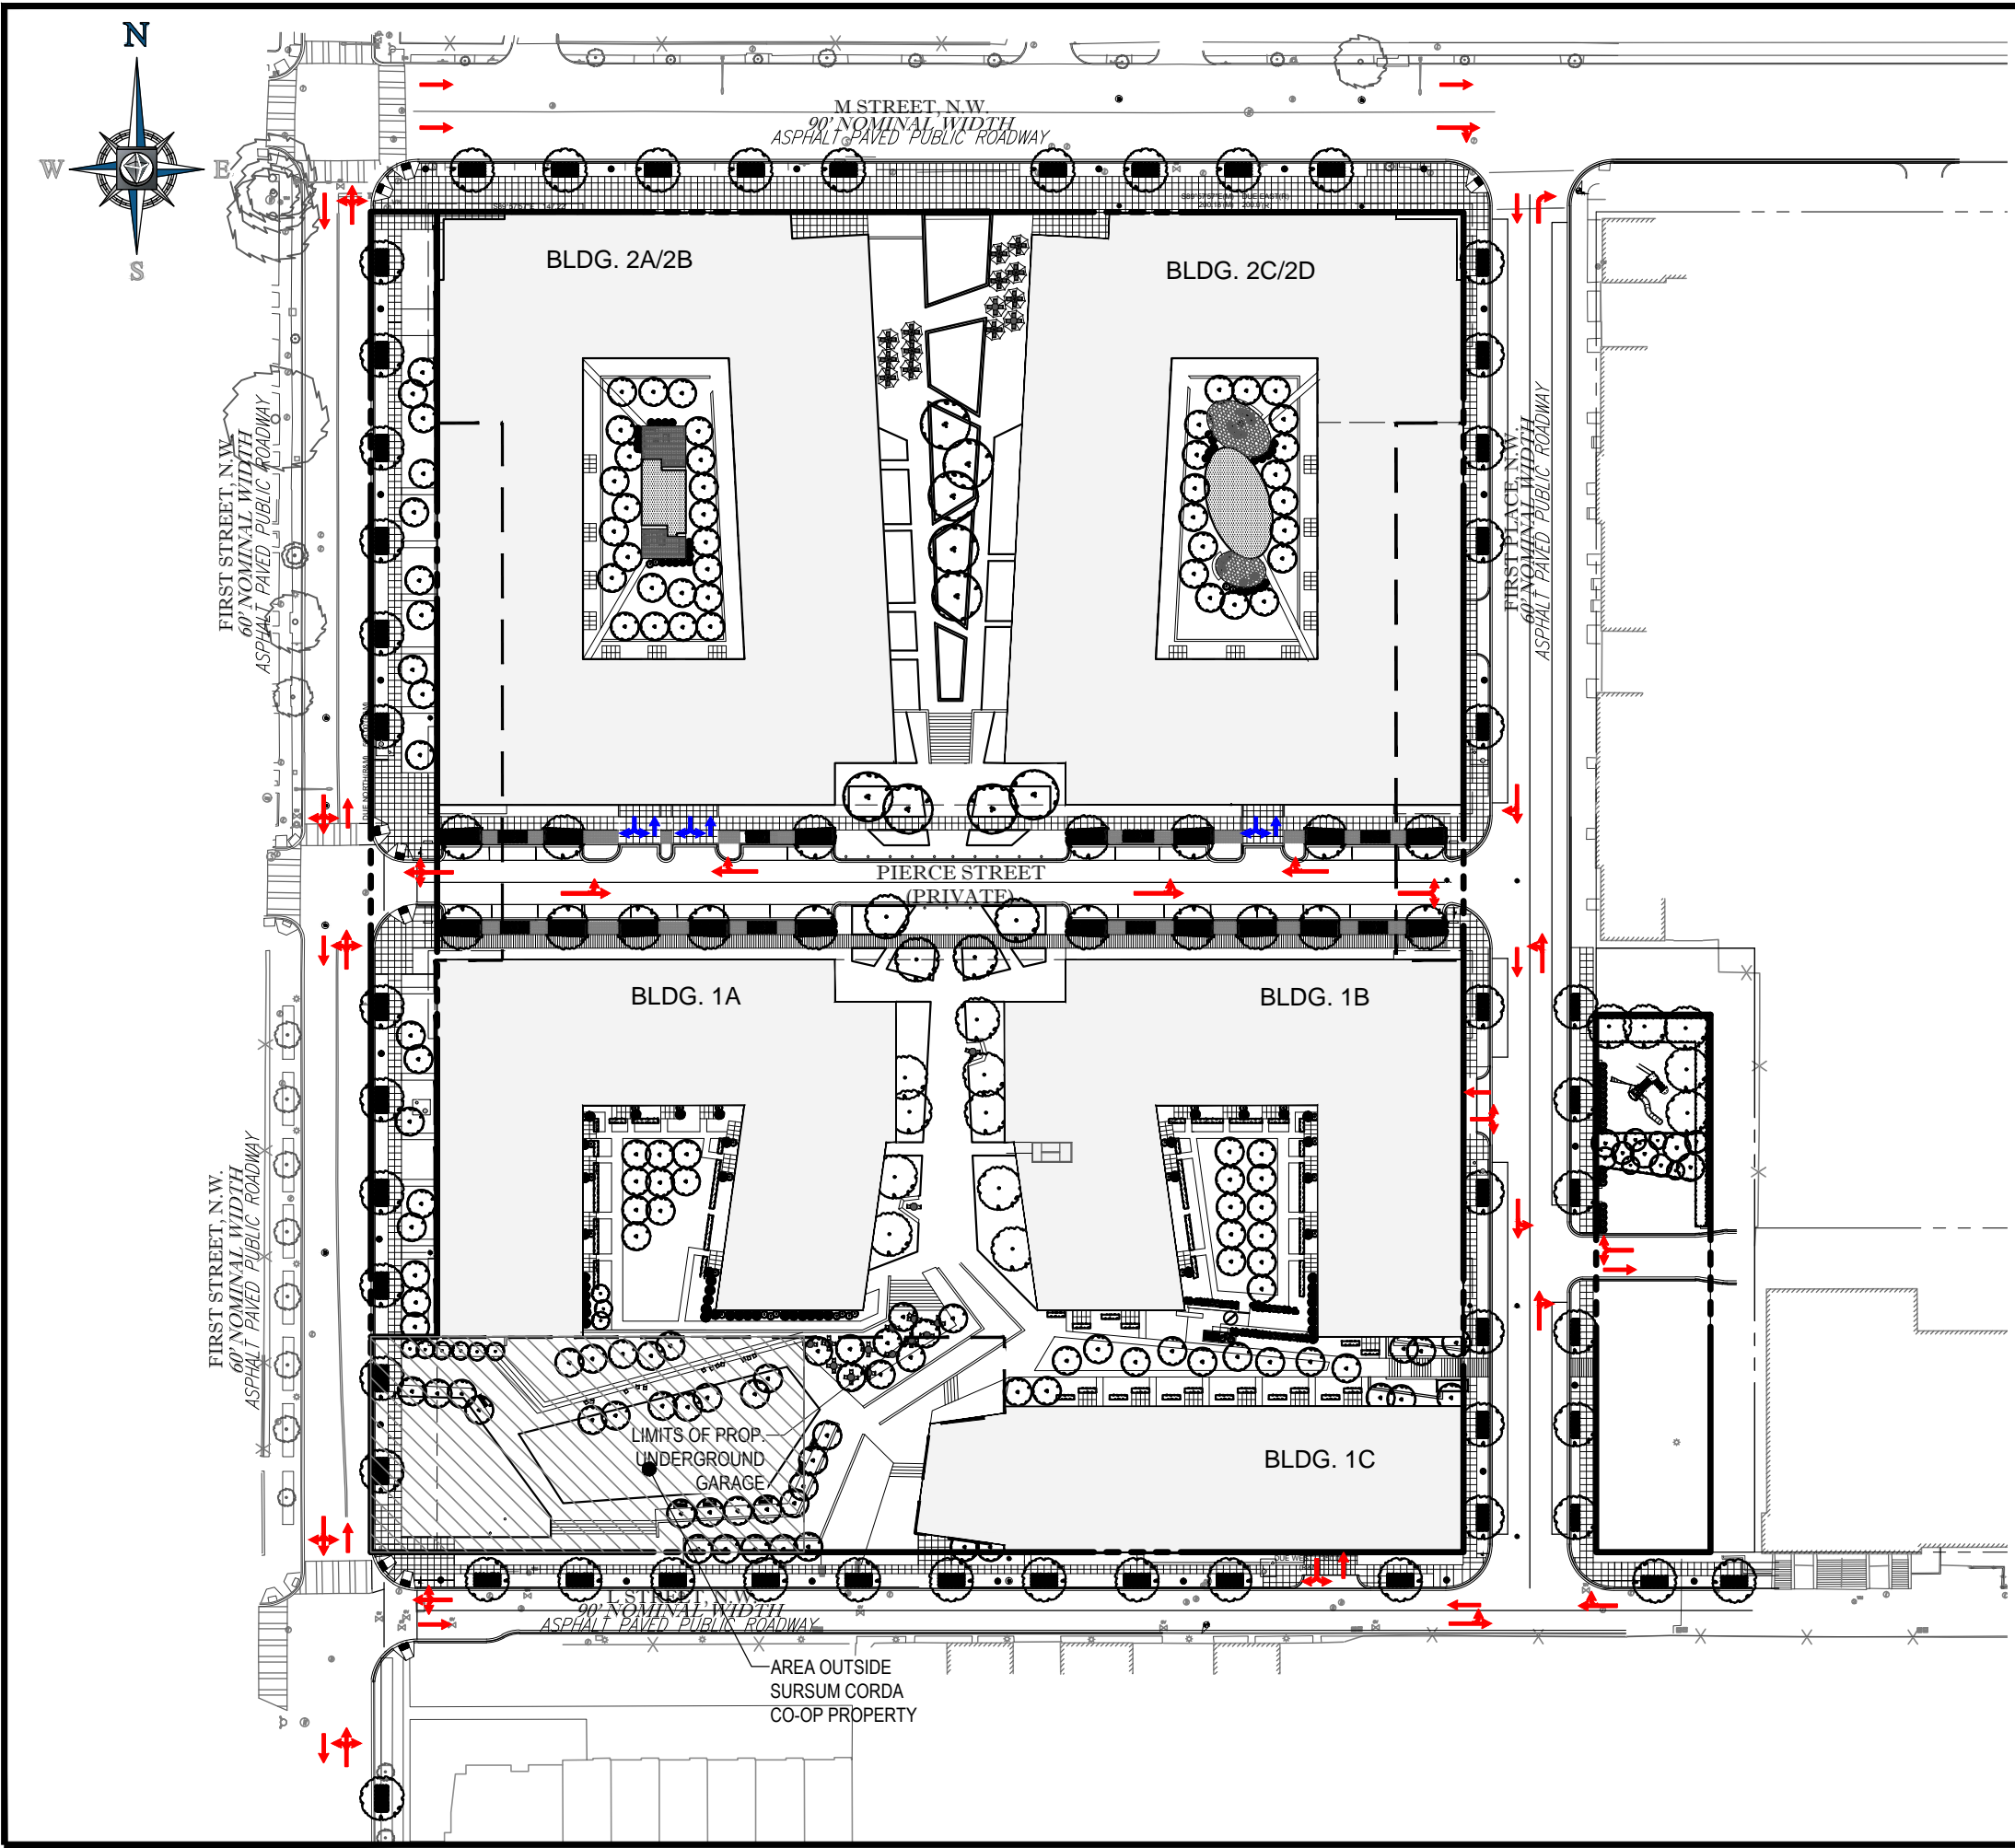 N
W
E
S
M STREET, N.W.
90' NOMINAL WIDTH
ASPHALT PAVED PUBLIC ROADWAY
BLDG. 2A/2B
BLDG. 2C/2D
FIRST STREET, N.W.
60' NOMINAL WIDTH
ASPHALT PAVED PUBLIC ROADWAY
FIRST PLACE, N.W.
60' NOMINAL WIDTH
ASPHALT PAVED PUBLIC ROADWAY
PIERCE STREET
(PRIVATE)
BLDG. 1A
BLDG. 1B
FIRST STREET, N.W.
60' NOMINAL WIDTH
ASPHALT PAVED PUBLIC ROADWAY
LIMITS OF PROP.
UNDERGROUND
GARAGE
BLDG. 1C
L STREET, N.W.
90' NOMINAL WIDTH
ASPHALT PAVED PUBLIC ROADWAY
AREA OUTSIDE
SURSUM CORDA
CO-OP PROPERTY